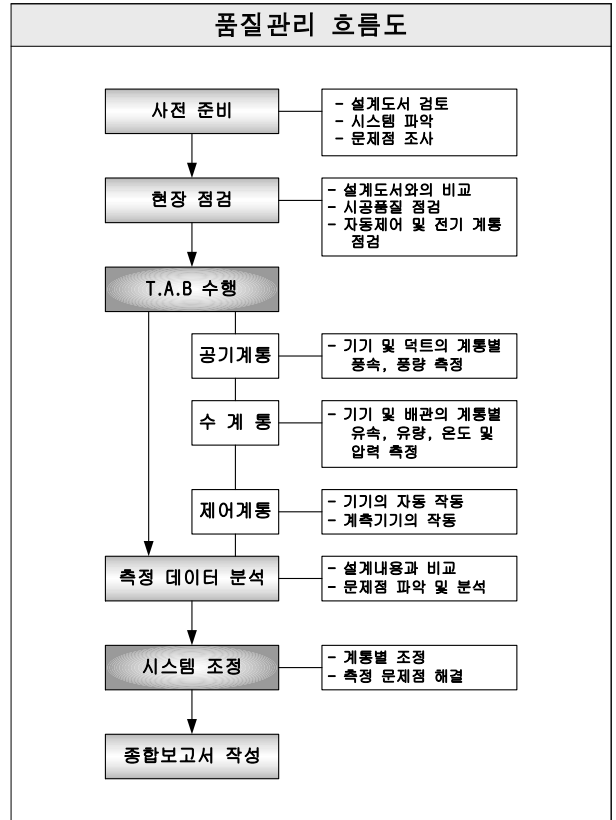 품질관리 흐름도
사전 준비
- 설계도서 검토
- 시스템 파악
- 문제점 조사
현장 점검
- 설계도서와의 비교
- 시공품질 점검
- 자동제어 및 전기 계통
점검
T.A.B 수행
공기계통
- 기기 및 덕트의 계통별
풍속, 풍량 측정
수 계 통
- 기기 및 배관의 계통별
유속, 유량, 온도 및
압력 측정
제어계통
- 기기의 자동 작동
- 계측기기의 작동
측정 데이터 분석
- 설계내용과 비교
- 문제점 파악 및 분석
시스템 조정
- 계통별 조정
- 측정 문제점 해결
종합보고서 작성